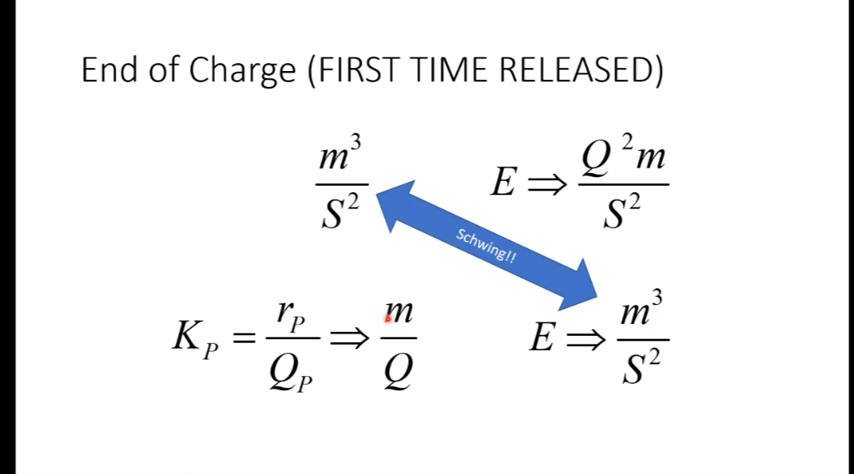 End of Charge (FIRST TIME RELEASED)
m³/S²
E ⇒ Q²m/S²
Schwing!!
K_P = r_P/Q_P ⇒ m/Q
E ⇒ m³/S²